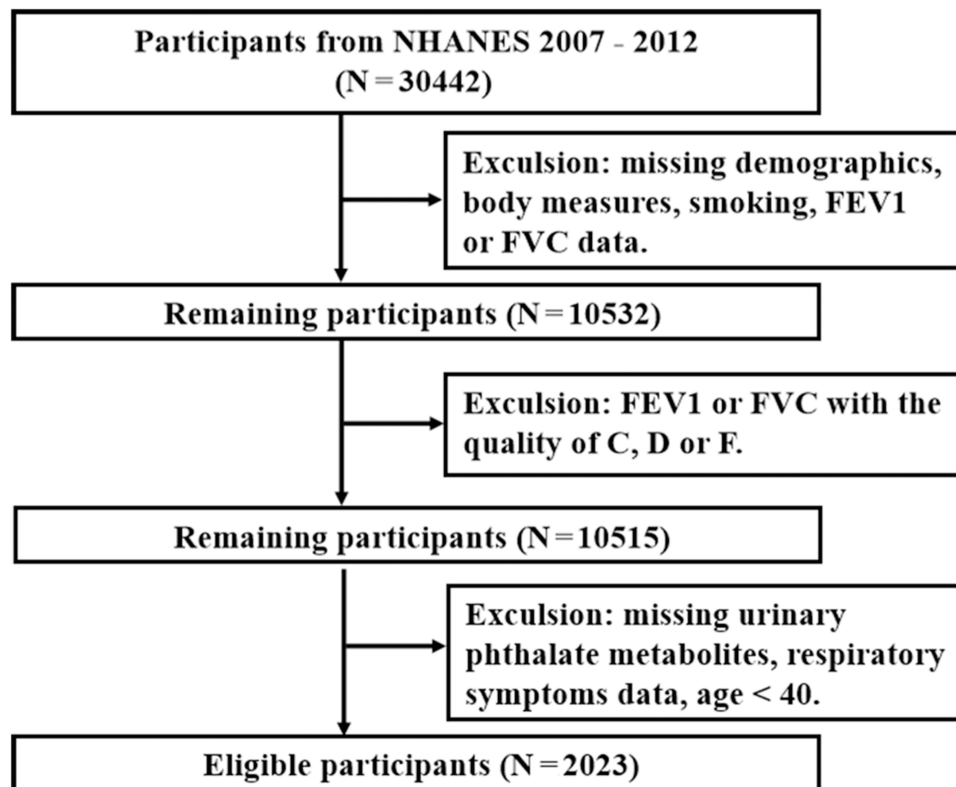 Participants from NHANES 2007 - 2012
(N = 30442)
Exculsion: missing demographics,
body measures, smoking, FEV1
or FVC data.
Remaining participants (N = 10532)
Exculsion: FEV1 or FVC with the
quality of C, D or F.
Remaining participants (N = 10515)
Exculsion: missing urinary
phthalate metabolites, respiratory
symptoms data, age < 40.
Eligible participants (N = 2023)